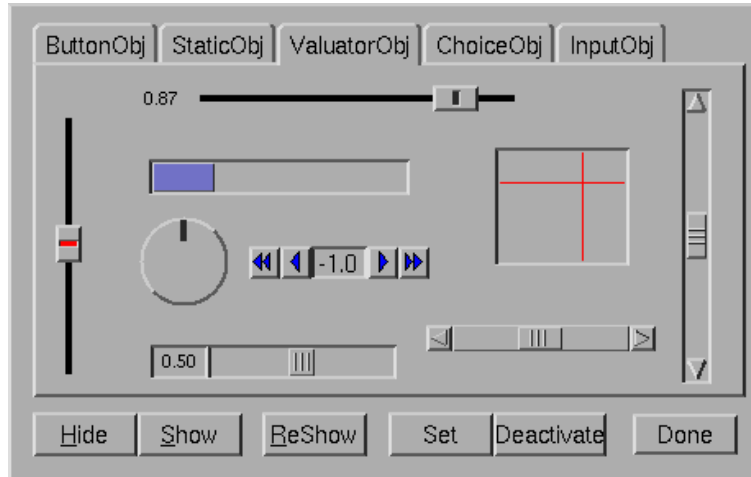 ButtonObj StaticObj ValuatorObj ChoiceObj InputObj
0.87
-1.0
0.50
Hide Show ReShow Set Deactivate Done